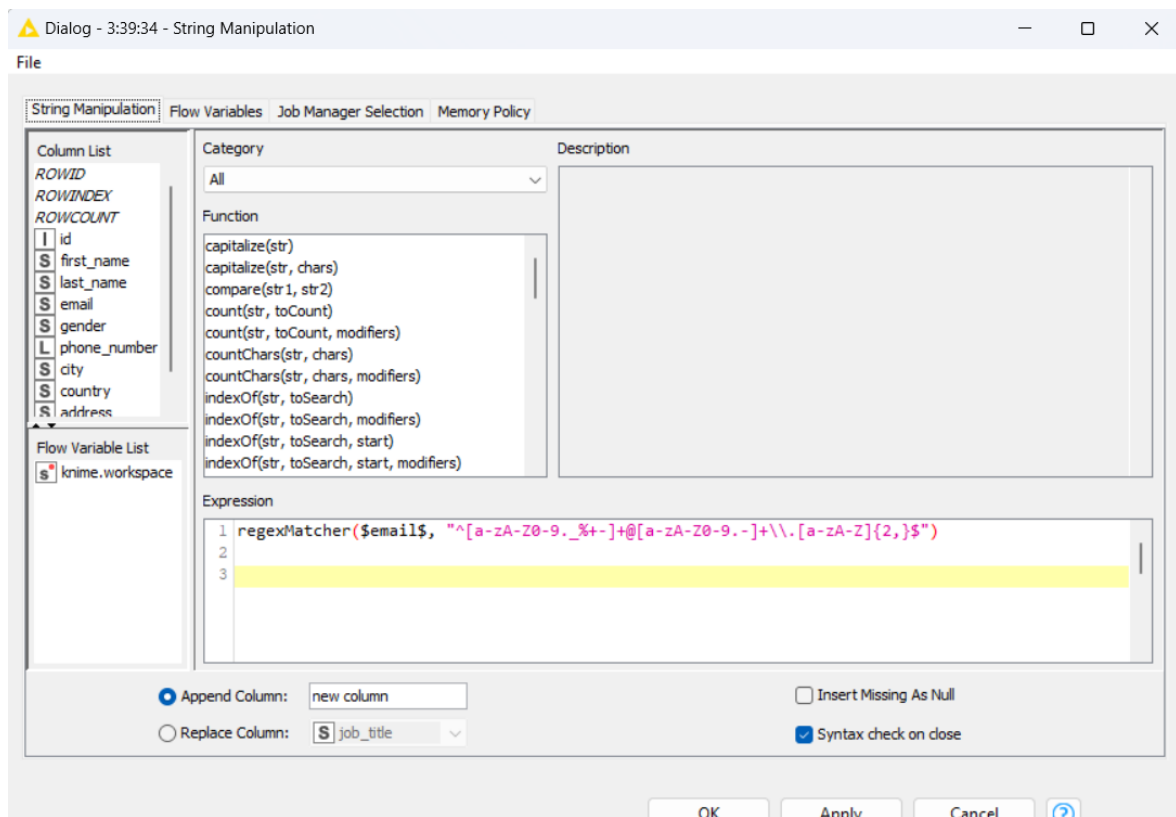 Dialog - 3:39:34 - String Manipulation
File
String Manipulation Flow Variables Job Manager Selection Memory Policy
Column List
ROWID
ROWINDEX
ROWCOUNT
I id
S first_name
S last_name
S email
S gender
L phone_number
S city
S country
S address
Flow Variable List
s knime.workspace
Category
All
Function
capitalize(str)
capitalize(str, chars)
compare(str1, str2)
count(str, toCount)
count(str, toCount, modifiers)
countChars(str, chars)
countChars(str, chars, modifiers)
indexOf(str, toSearch)
indexOf(str, toSearch, modifiers)
indexOf(str, toSearch, start)
indexOf(str, toSearch, start, modifiers)
Description
Expression
1 regexMatcher($email$, "^[a-zA-Z0-9._%+-]+@[a-zA-Z0-9.-]+\\.[a-zA-Z]{2,}$")
2
3
Append Column: new column
Insert Missing As Null
Replace Column: S job_title
Syntax check on close
OK Apply Cancel ?